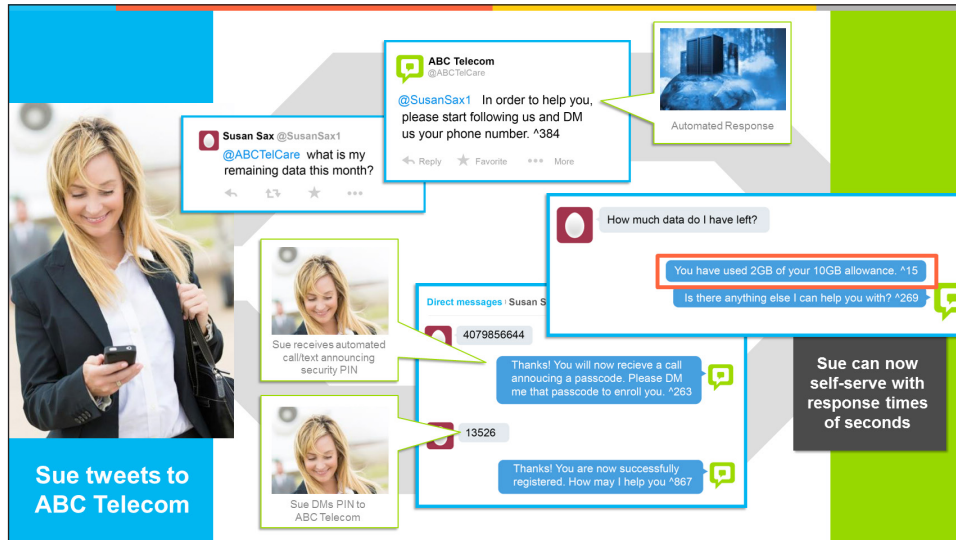 ABC Telecom
@ABCTelCare
@SusanSax1 In order to help you,
please start following us and DM
us your phone number. ^384
Reply Favorite More
Automated Response
Susan Sax @SusanSax1
@ABCTelCare what is my
remaining data this month?
How much data do I have left?
You have used 2GB of your 10GB allowance. ^15
Is there anything else I can help you with? ^269
Sue receives automated
call/text announcing
security PIN
Direct messages Susan S
4079856644
Thanks! You will now recieve a call
annoucing a passcode. Please DM
me that passcode to enroll you. ^263
13526
Thanks! You are now successfully
registered. How may I help you ^867
Sue DMs PIN to
ABC Telecom
Sue can now
self-serve with
response times
of seconds
Sue tweets to
ABC Telecom